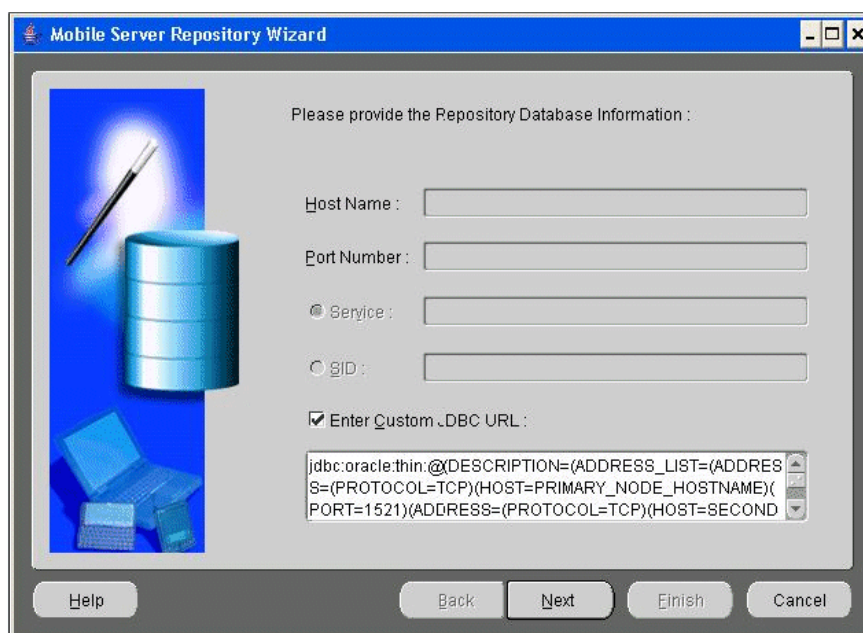 Mobile Server Repository Wizard
Please provide the Repository Database Information :
Host Name :
Port Number :
Service :
SID :
Enter Custom JDBC URL :
jdbc:oracle:thin:@(DESCRIPTION=(ADDRESS_LIST=(ADDRES
S=(PROTOCOL=TCP)(HOST=PRIMARY_NODE_HOSTNAME)(
PORT=1521)(ADDRESS=(PROTOCOL=TCP)(HOST=SECOND
Help
Back
Next
Finish
Cancel